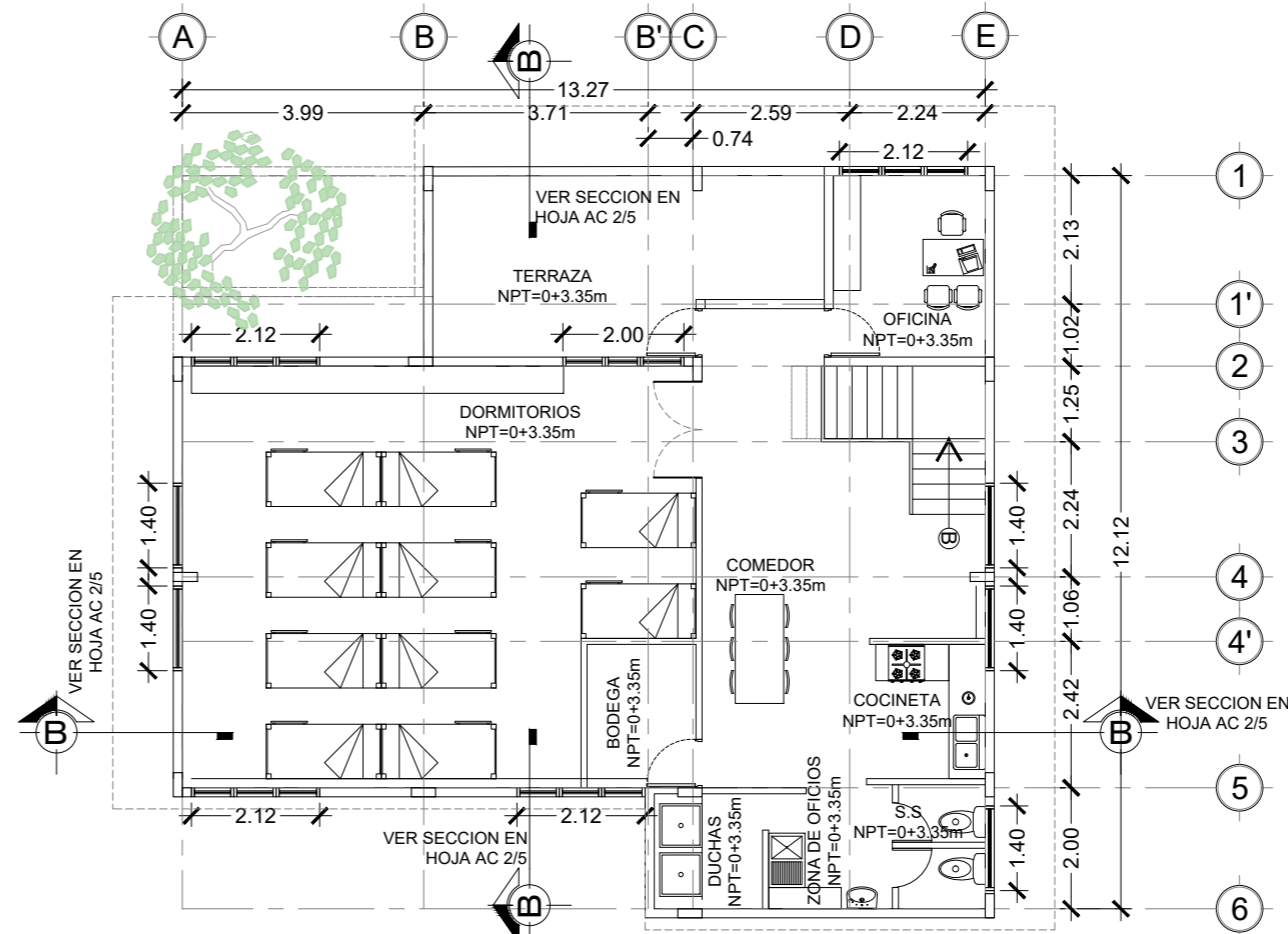 A
B
B'
C
D
E
B
13.27
3.99
3.71
2.59
2.24
0.74
2.12
1
VER SECCION EN
HOJA AC 2/5
2.13
TERRAZA
NPT=0+3.35m
1'
OFICINA
NPT=0+3.35m
2.12
2.00
1.02
2
1.25
DORMITORIOS
NPT=0+3.35m
3
1.40
1.40
2.24
B
12.12
VER SECCION EN
HOJA AC 2/5
COMEDOR
NPT=0+3.35m
4
1.40
1.40
1.06
4'
BODEGA
NPT=0+3.35m
COCINETA
NPT=0+3.35m
2.42
VER SECCION EN
HOJA AC 2/5
B
B
5
2.12
2.12
VER SECCION EN
HOJA AC 2/5
DUCHAS
NPT=0+3.35m
ZONA DE OFICIOS
NPT=0+3.35m
S.S
NPT=0+3.35m
1.40
2.00
B
6